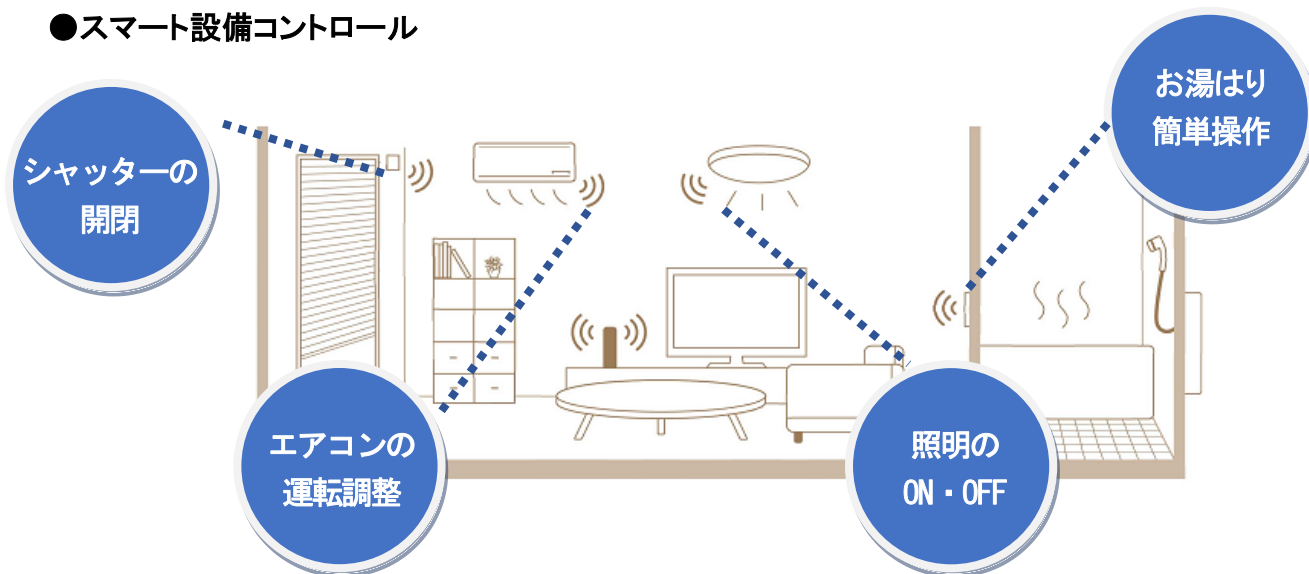 ●スマート設備コントロール
お湯はり
簡単操作
シャッターの
開閉
エアコンの
運転調整
照明の
ON・OFF